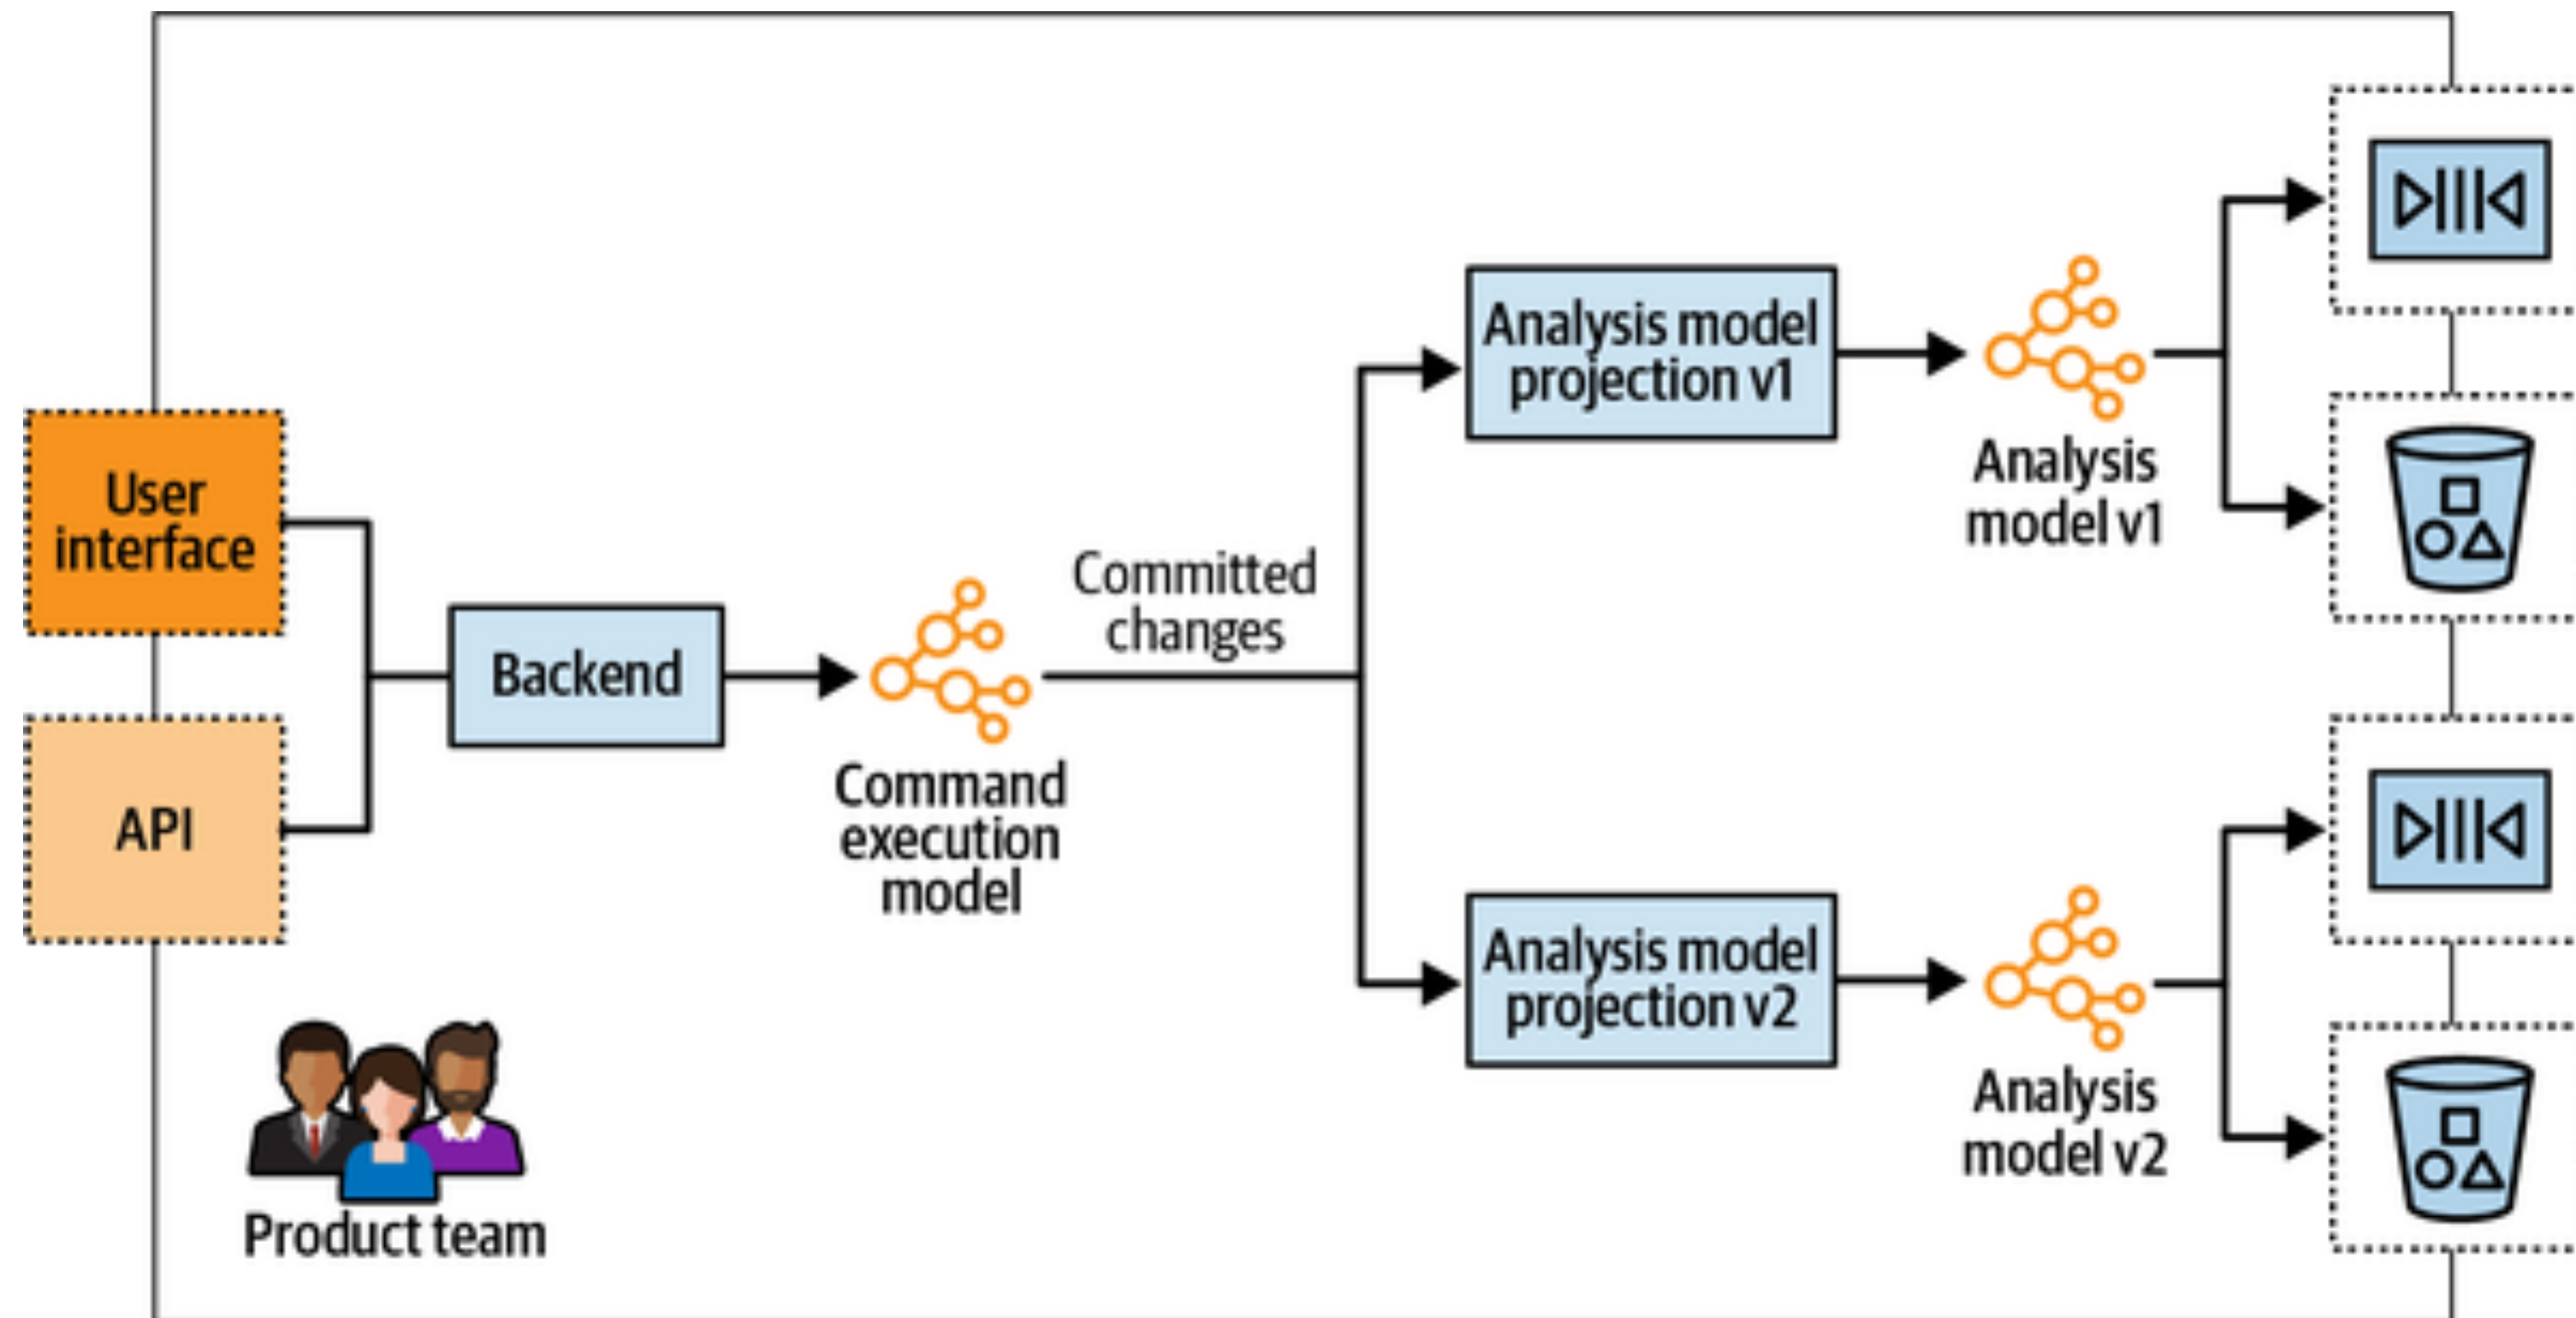 User
interface
API
Backend
Command
execution
model
Committed
changes
Analysis model
projection v1
Analysis
model v1
Analysis model
projection v2
Analysis
model v2
Product team